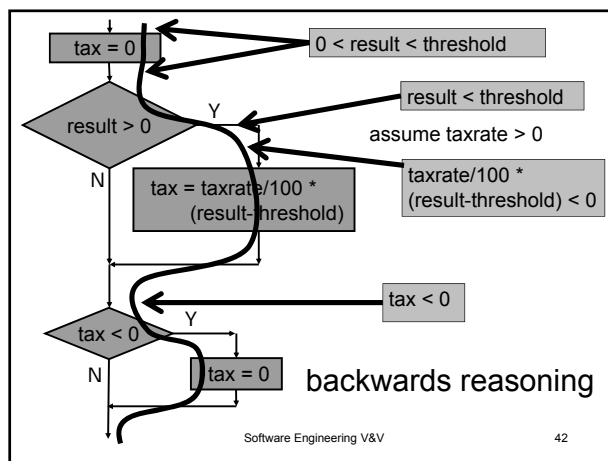 tax = 0
0 < result < threshold
result < threshold
Y
result > 0
assume taxrate > 0
N
tax = taxrate/100 *
(result-threshold)
taxrate/100 *
(result-threshold) < 0
tax < 0
Y
tax < 0
N
tax = 0
backwards reasoning
Software Engineering V&V
42